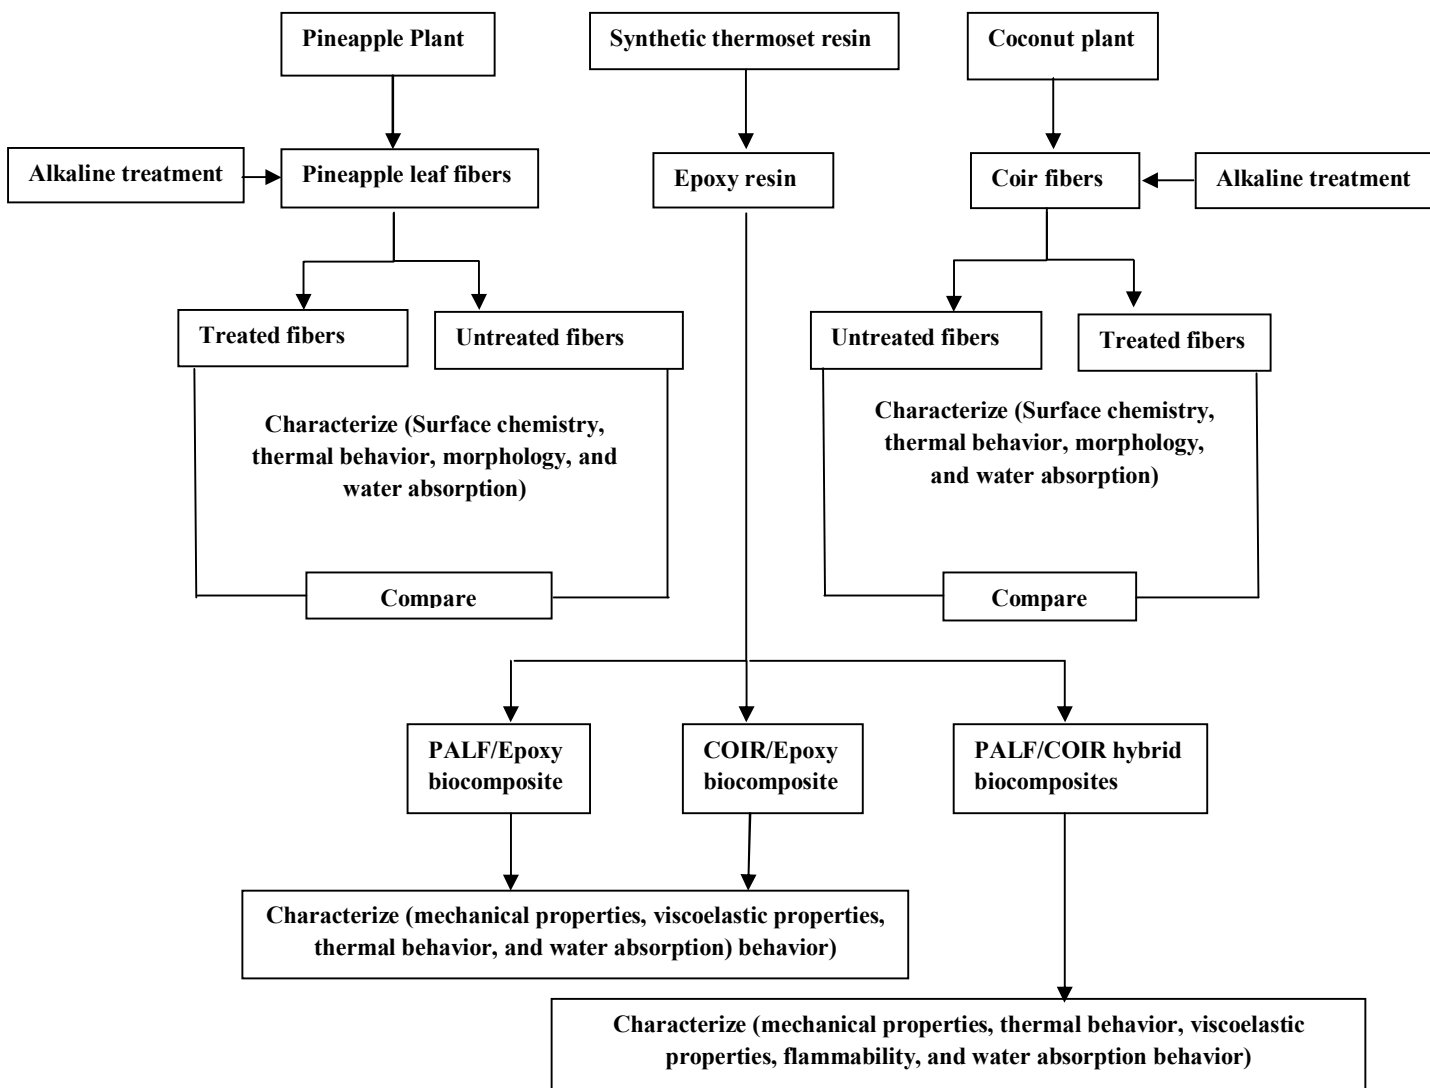 Pineapple Plant
Synthetic thermoset resin
Coconut plant
Alkaline treatment
Pineapple leaf fibers
Epoxy resin
Coir fibers
Alkaline treatment
Treated fibers
Untreated fibers
Untreated fibers
Treated fibers
Characterize (Surface chemistry,
thermal behavior, morphology, and
water absorption)
Characterize (Surface chemistry,
thermal behavior, morphology,
and water absorption)
Compare
Compare
PALF/Epoxy
biocomposite
COIR/Epoxy
biocomposite
PALF/COIR hybrid
biocomposites
Characterize (mechanical properties, viscoelastic properties,
thermal behavior, and water absorption) behavior)
Characterize (mechanical properties, thermal behavior, viscoelastic
properties, flammability, and water absorption behavior)